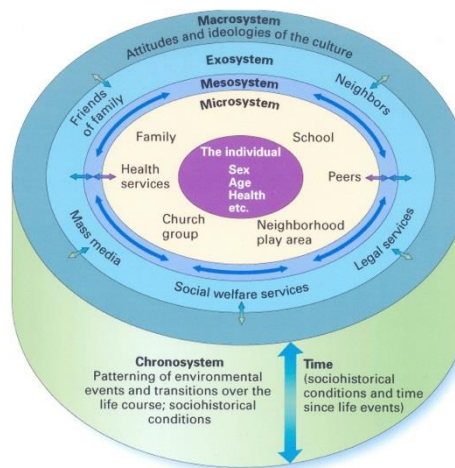 Macrosystem
Attitudes and ideologies of the culture
Exosystem
Mesosystem
Microsystem
Friends
of family
Neighbors
Family
School
The individual
Sex
Age
Health
etc.
Health
services
Peers
Church
group
Neighborhood
play area
Mass media
Legal services
Social welfare services
Chronosystem
Patterning of environmental
events and transitions over the
life course; sociohistorical
conditions
Time
(sociohistorical
conditions and time
since life events)